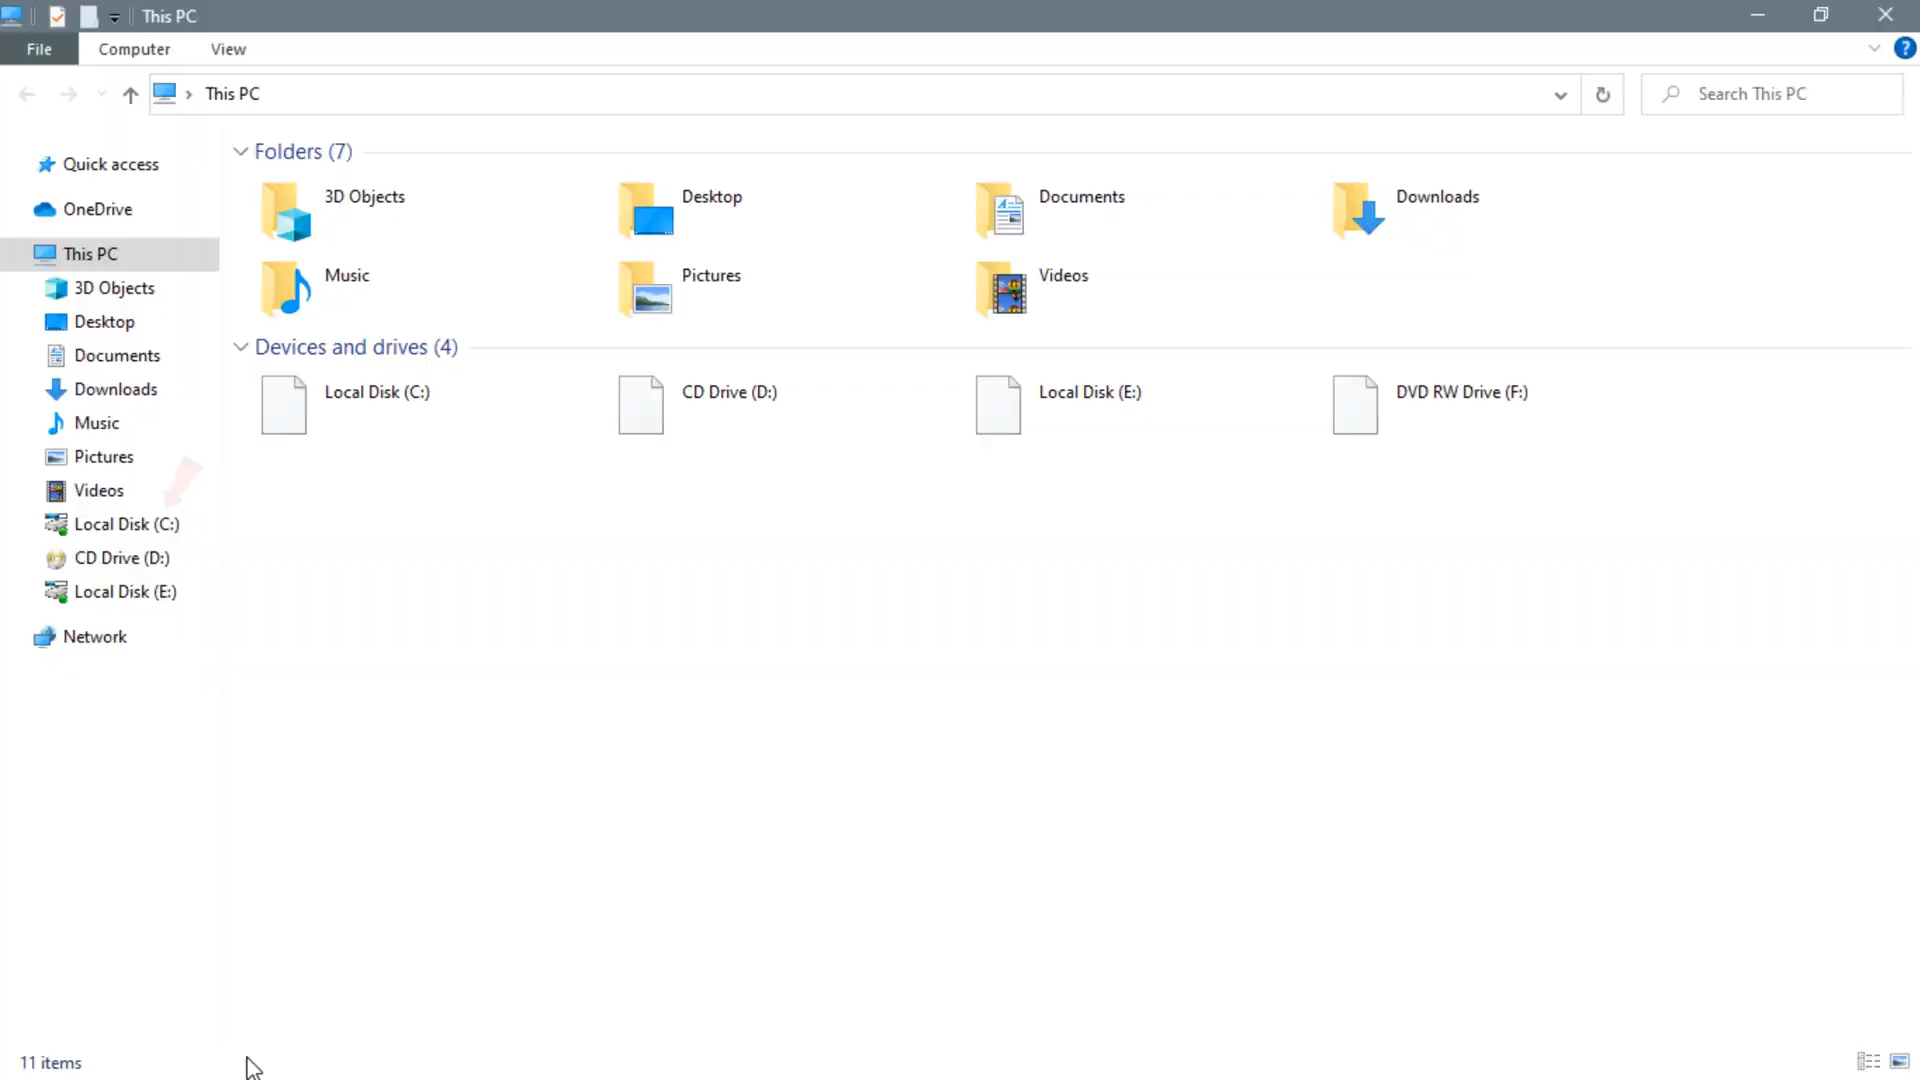 This PC
File Computer View
This PC
Search This PC
Quick access
OneDrive
This PC
3D Objects
Desktop
Documents
Downloads
Music
Pictures
Videos
Local Disk (C:)
CD Drive (D:)
Local Disk (E:)
Network
Folders (7)
3D Objects Desktop Documents Downloads
Music Pictures Videos
Devices and drives (4)
Local Disk (C:) CD Drive (D:) Local Disk (E:) DVD RW Drive (F:)
11 items